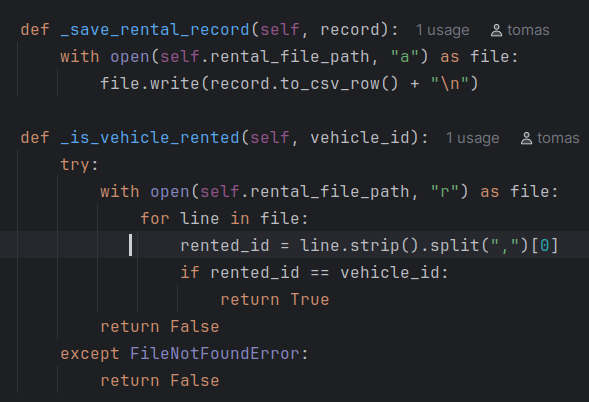 def _save_rental_record(self, record): 1 usage tomas
    with open(self.rental_file_path, "a") as file:
        file.write(record.to_csv_row() + "\n")
def _is_vehicle_rented(self, vehicle_id): 1 usage tomas
    try:
        with open(self.rental_file_path, "r") as file:
            for line in file:
                rented_id = line.strip().split(",")[0]
                if rented_id == vehicle_id:
                    return True
        return False
    except FileNotFoundError:
        return False